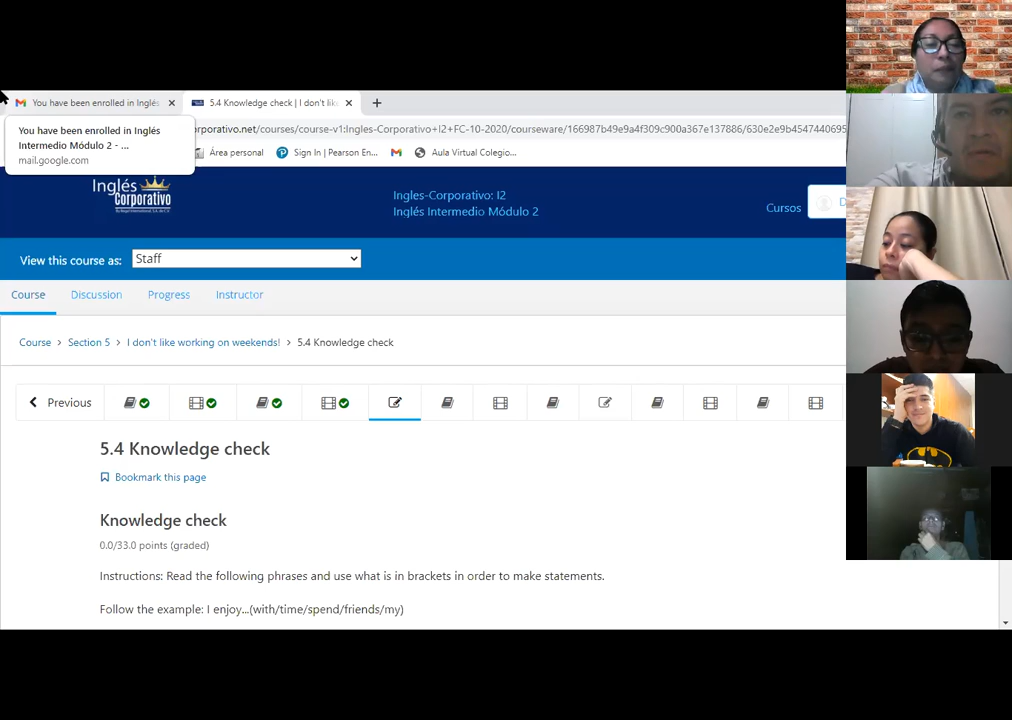 You have been enrolled in Inglés
5.4 Knowledge check | I don't lik
You have been enrolled in Inglés
Intermedio Módulo 2 - ...
mail.google.com
orporativo.net/courses/course-v1:Ingles-Corporativo+I2+FC-10-2020/courseware/166987b49e9a4f309c900a367e137886/630e2e9b4547440695
Área personal
Sign In | Pearson En...
Aula Virtual Colegio...
Inglés
Corporativo
Ingles-Corporativo: I2
Inglés Intermedio Módulo 2
Cursos
D
View this course as:
Staff
Course
Discussion
Progress
Instructor
Course > Section 5 > I don't like working on weekends! > 5.4 Knowledge check
Previous
5.4 Knowledge check
Bookmark this page
Knowledge check
0.0/33.0 points (graded)
Instructions: Read the following phrases and use what is in brackets in order to make statements.
Follow the example: I enjoy...(with/time/spend/friends/my)